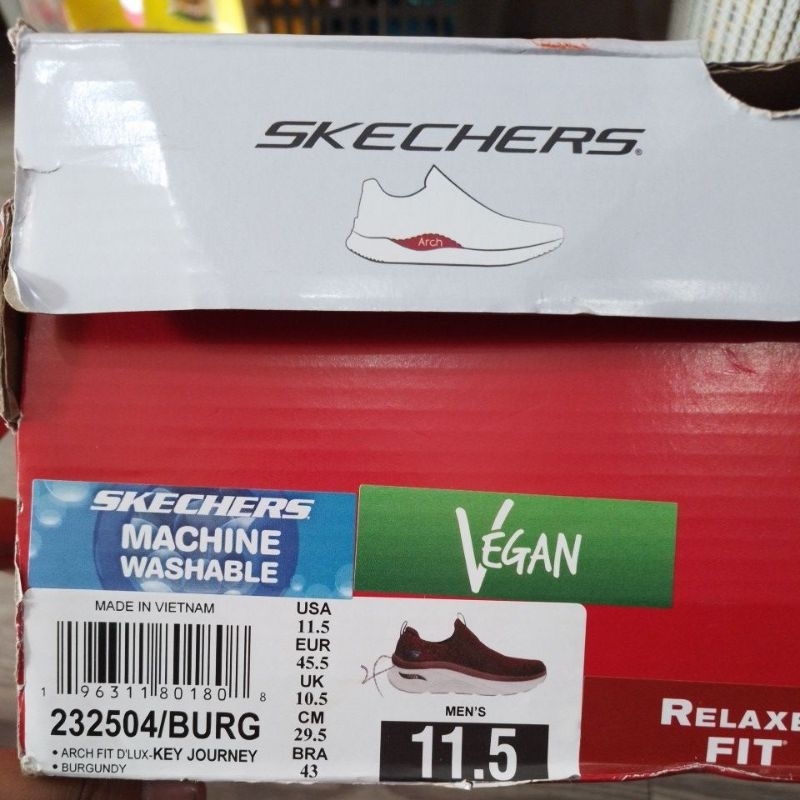 SKECHERS.
Arch
SKECHERS
MACHINE
WASHABLE
VEGAN
MADE IN VIETNAM
1 96311 80180 8
232504/BURG
• ARCH FIT D'LUX-KEY JOURNEY
• BURGUNDY
USA
11.5
EUR
45.5
UK
10.5
CM
29.5
BRA
43
MEN'S
11.5
RELAXE
FIT